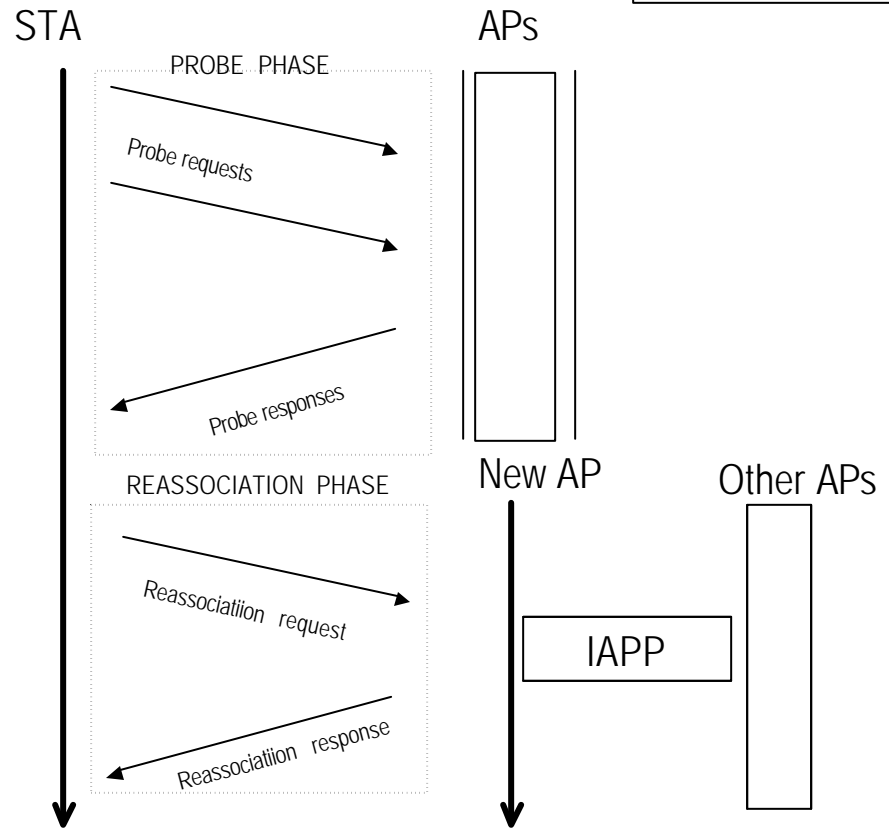 STA
APs
PROBE PHASE
Probe requests
Probe responses
New AP
Other APs
REASSOCIATION PHASE
Reassociatiion request
IAPP
Reassociatiion response